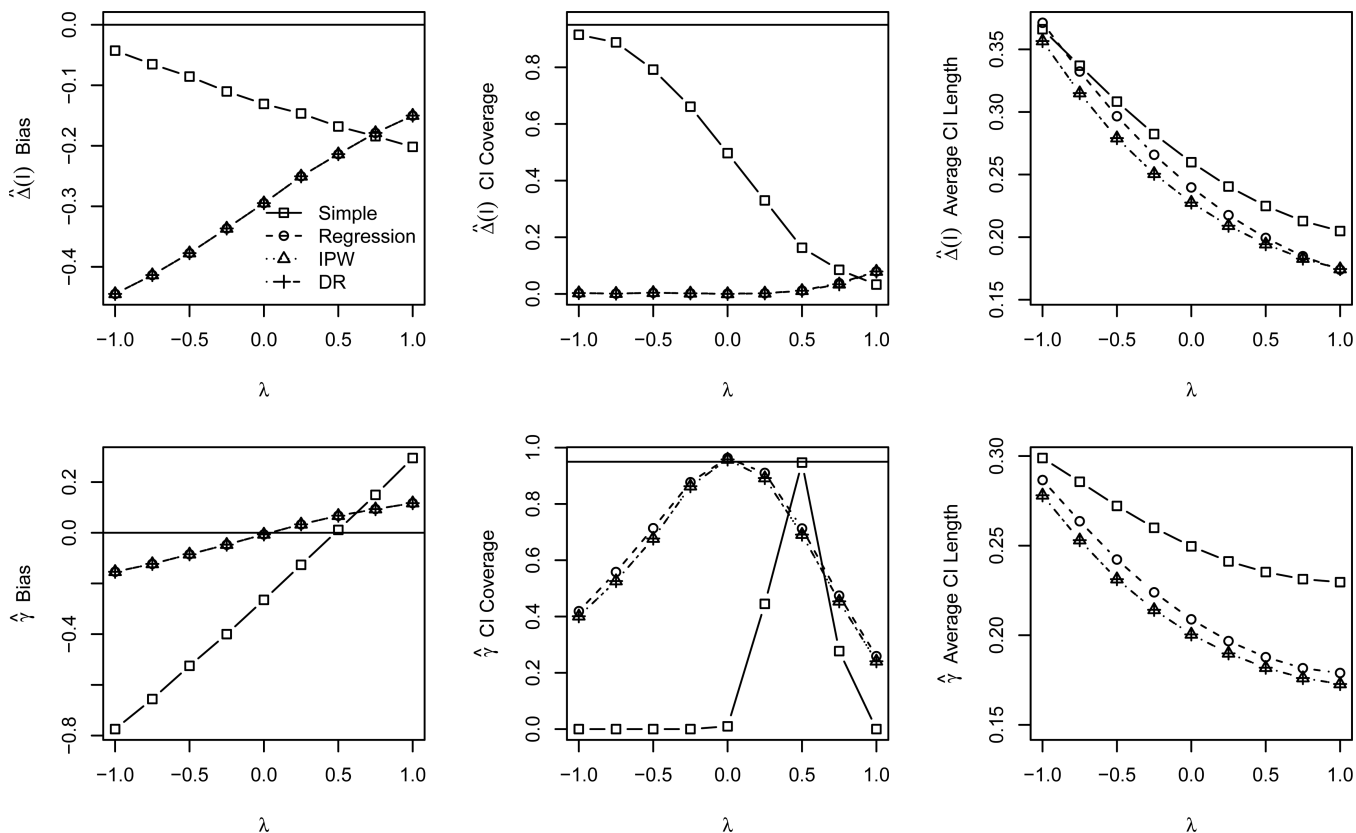 Δ̂(I) Bias
0.0
−0.1
−0.2
−0.3
−0.4
Simple
Regression
IPW
DR
−1.0 −0.5 0.0 0.5 1.0
λ
Δ̂(I) CI Coverage
0.8
0.6
0.4
0.2
0.0
−1.0 −0.5 0.0 0.5 1.0
λ
Δ̂(I) Average CI Length
0.35
0.30
0.25
0.20
0.15
−1.0 −0.5 0.0 0.5 1.0
λ
γ̂ Bias
0.2
0.0
−0.4
−0.8
−1.0 −0.5 0.0 0.5 1.0
λ
γ̂ CI Coverage
1.0
0.8
0.6
0.4
0.2
0.0
−1.0 −0.5 0.0 0.5 1.0
λ
γ̂ Average CI Length
0.30
0.25
0.20
0.15
−1.0 −0.5 0.0 0.5 1.0
λ